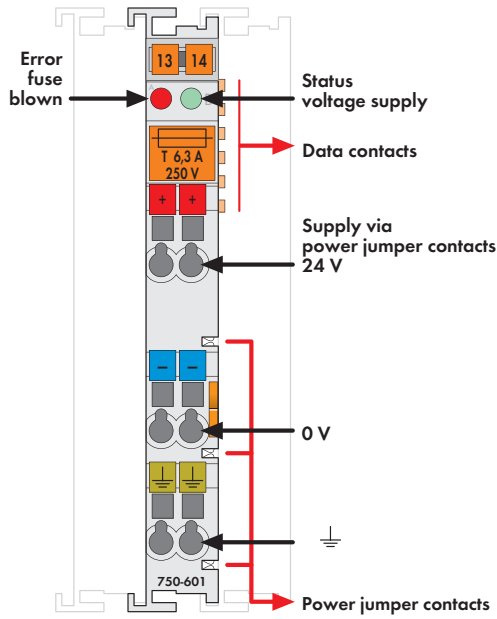 13 14
Error
fuse
blown
A
Status
voltage supply
Data contacts
T 6,3 A
250 V
+ +
Supply via
power jumper contacts
24 V
– –
0 V
750-601
Power jumper contacts